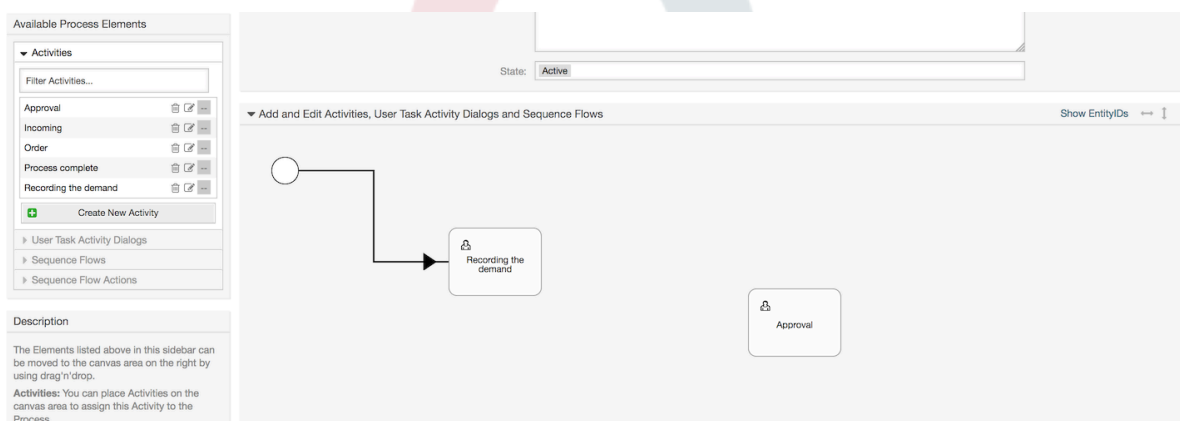 Available Process Elements
Activities
Filter Activities...
Approval
Incoming
Order
Process complete
Recording the demand
Create New Activity
User Task Activity Dialogs
Sequence Flows
Sequence Flow Actions
Description
The Elements listed above in this sidebar can
be moved to the canvas area on the right by
using drag'n'drop.
Activities: You can place Activities on the
canvas area to assign this Activity to the
Process.
State: Active
Add and Edit Activities, User Task Activity Dialogs and Sequence Flows
Show EntityIDs
Recording the
demand
Approval